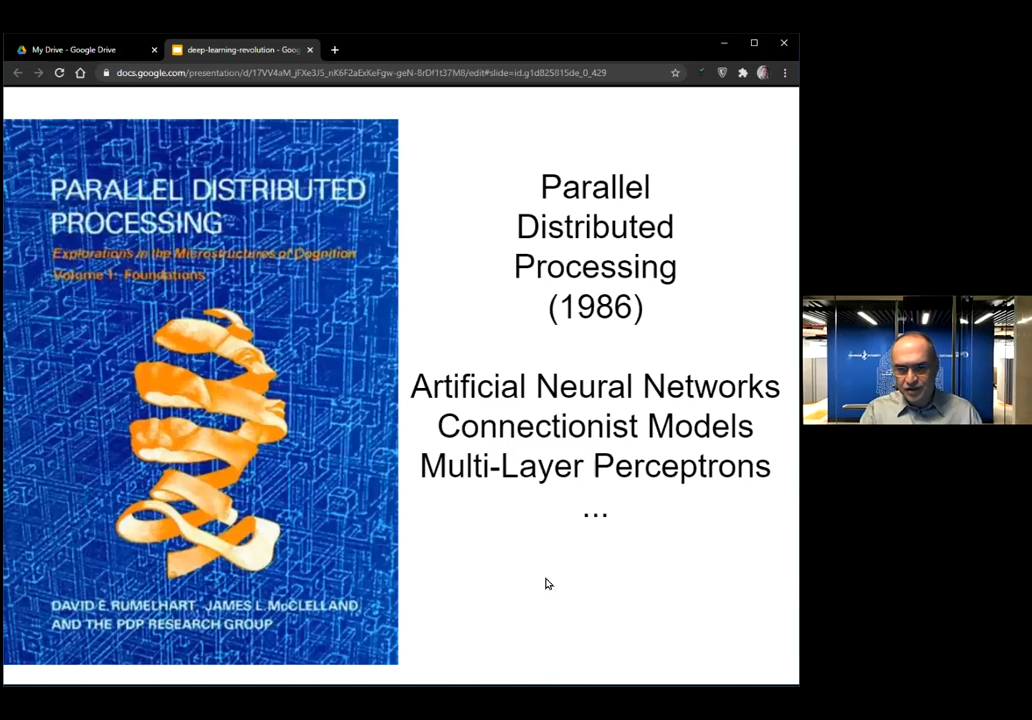 My Drive - Google Drive
deep-learning-revolution - Goog
docs.google.com/presentation/d/17VV4aM_jFXe3J5_nK6F2aExKeFgw-geN-8rDf1t37M8/edit#slide=id.g1d825815de_0_429
PARALLEL DISTRIBUTED
PROCESSING
Explorations in the Microstructures of Cognition
Volume 1: Foundations
DAVID E. RUMELHART, JAMES L. McCLELLAND,
AND THE PDP RESEARCH GROUP
Parallel
Distributed
Processing
(1986)
Artificial Neural Networks
Connectionist Models
Multi-Layer Perceptrons
...